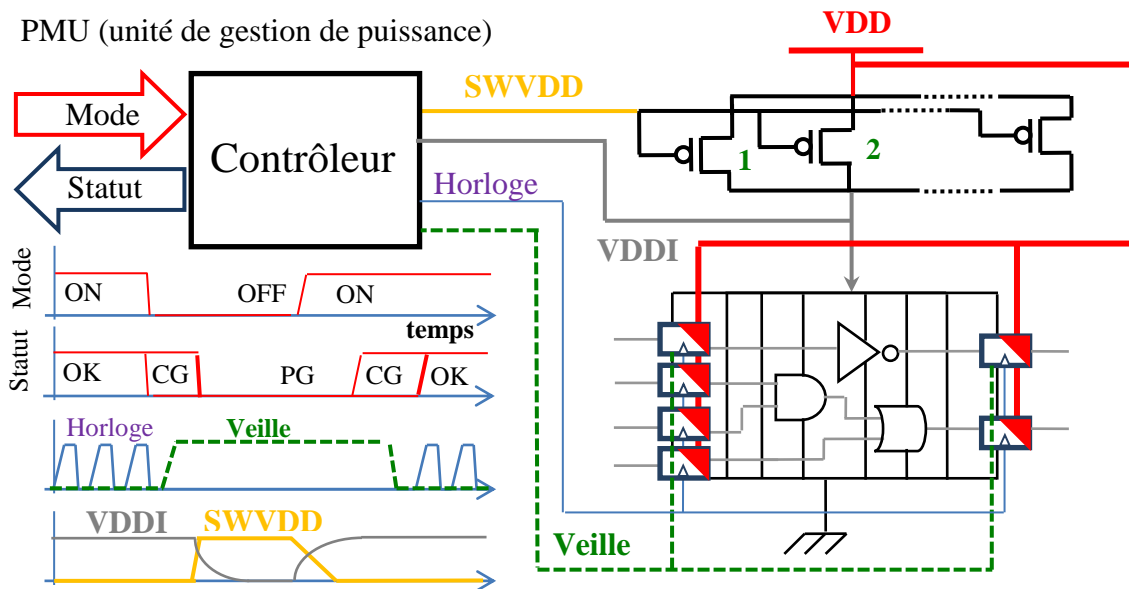 PMU (unité de gestion de puissance)
VDD
SWVDD
Mode
Contrôleur
1
2
Statut
Horloge
VDDI
Mode
ON
OFF
ON
temps
Statut
OK
CG
PG
CG
OK
Horloge
Veille
VDDI
SWVDD
Veille